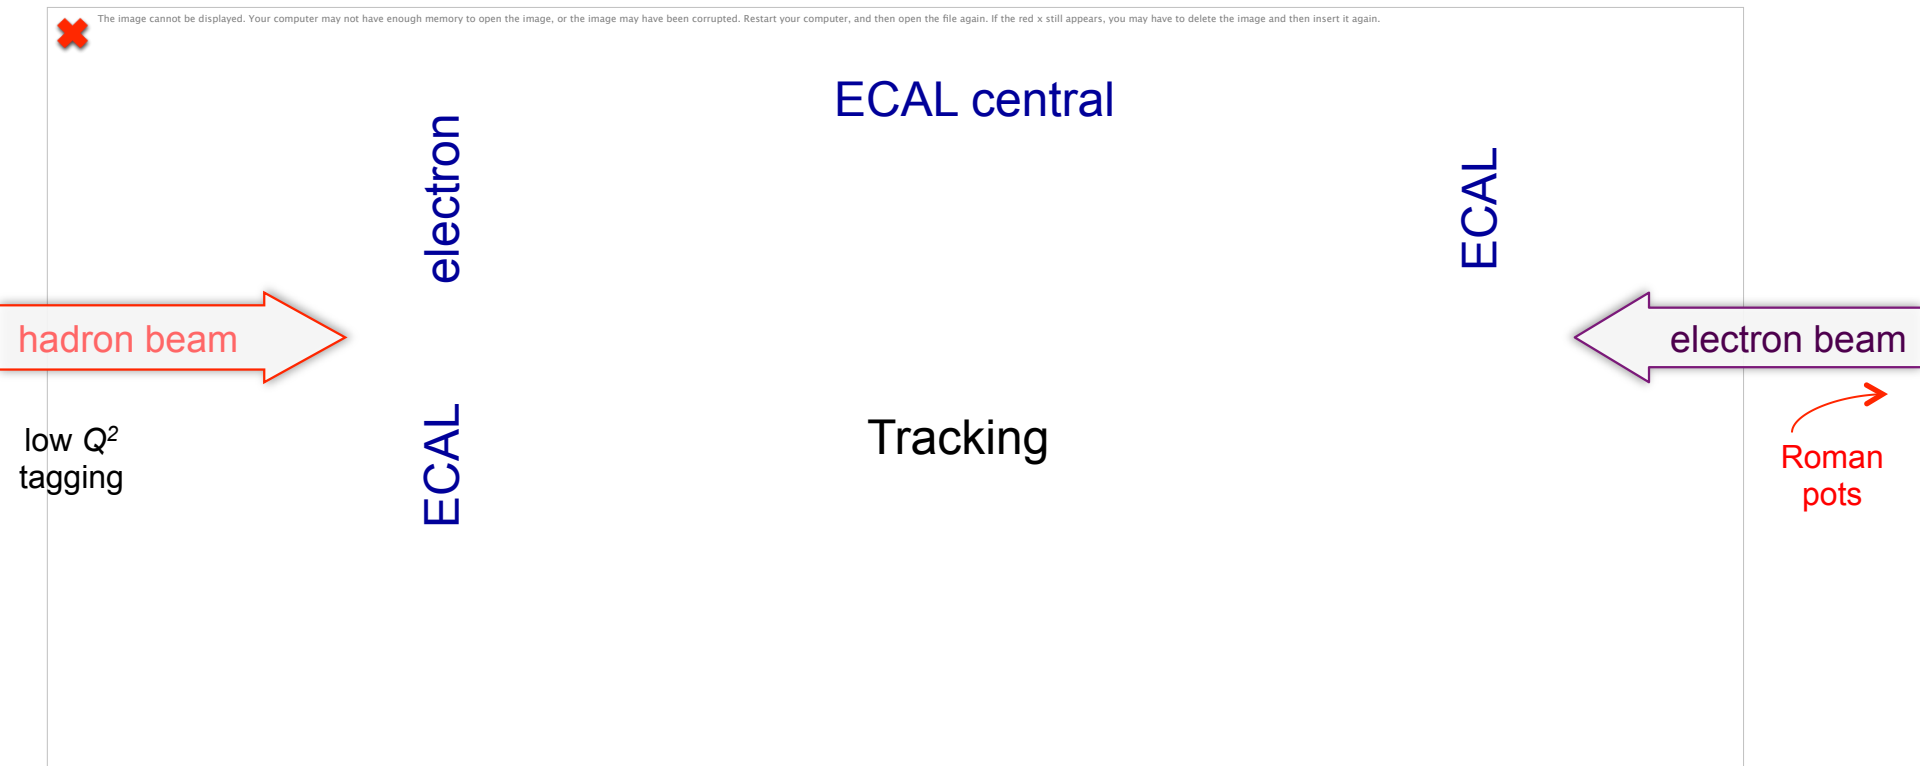 The image cannot be displayed. Your computer may not have enough memory to open the image, or the image may have been corrupted. Restart your computer, and then open the file again. If the red x still appears, you may have to delete the image and then insert it again.
ECAL central
electron
ECAL
hadron beam
electron beam
low Q²
tagging
ECAL
Tracking
Roman
pots